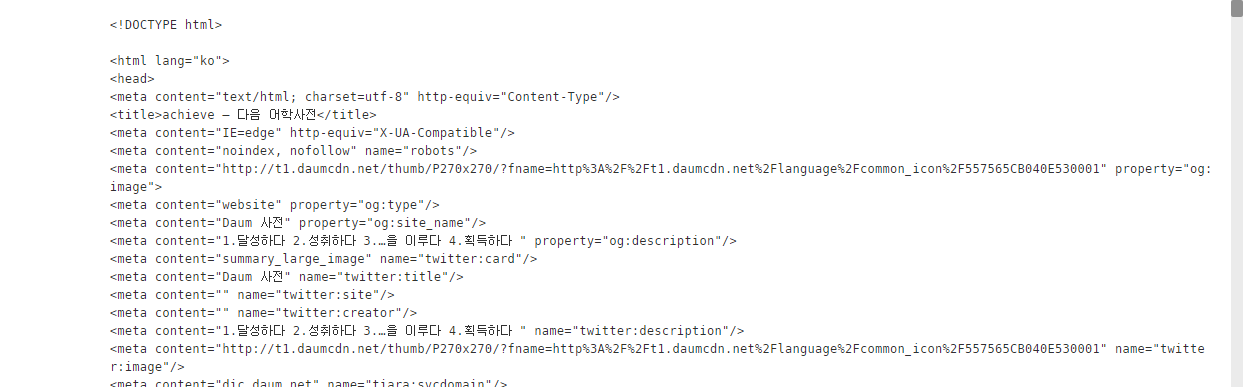 <!DOCTYPE html>
<html lang="ko">
<head>
<meta content="text/html; charset=utf-8" http-equiv="Content-Type"/>
<title>achieve – 다음 어학사전</title>
<meta content="IE=edge" http-equiv="X-UA-Compatible"/>
<meta content="noindex, nofollow" name="robots"/>
<meta content="http://t1.daumcdn.net/thumb/P270x270/?fname=http%3A%2F%2Ft1.daumcdn.net%2Flanguage%2Fcommon_icon%2F557565CB040E530001" property="og:
image">
<meta content="website" property="og:type"/>
<meta content="Daum 사전" property="og:site_name"/>
<meta content="1.달성하다 2.성취하다 3.…을 이루다 4.획득하다 " property="og:description"/>
<meta content="summary_large_image" name="twitter:card"/>
<meta content="Daum 사전" name="twitter:title"/>
<meta content="" name="twitter:site"/>
<meta content="" name="twitter:creator"/>
<meta content="1.달성하다 2.성취하다 3.…을 이루다 4.획득하다 " name="twitter:description"/>
<meta content="http://t1.daumcdn.net/thumb/P270x270/?fname=http%3A%2F%2Ft1.daumcdn.net%2Flanguage%2Fcommon_icon%2F557565CB040E530001" name="twitte
r:image"/>
<meta content="dic.daum.net" name="tiara:svcdomain"/>